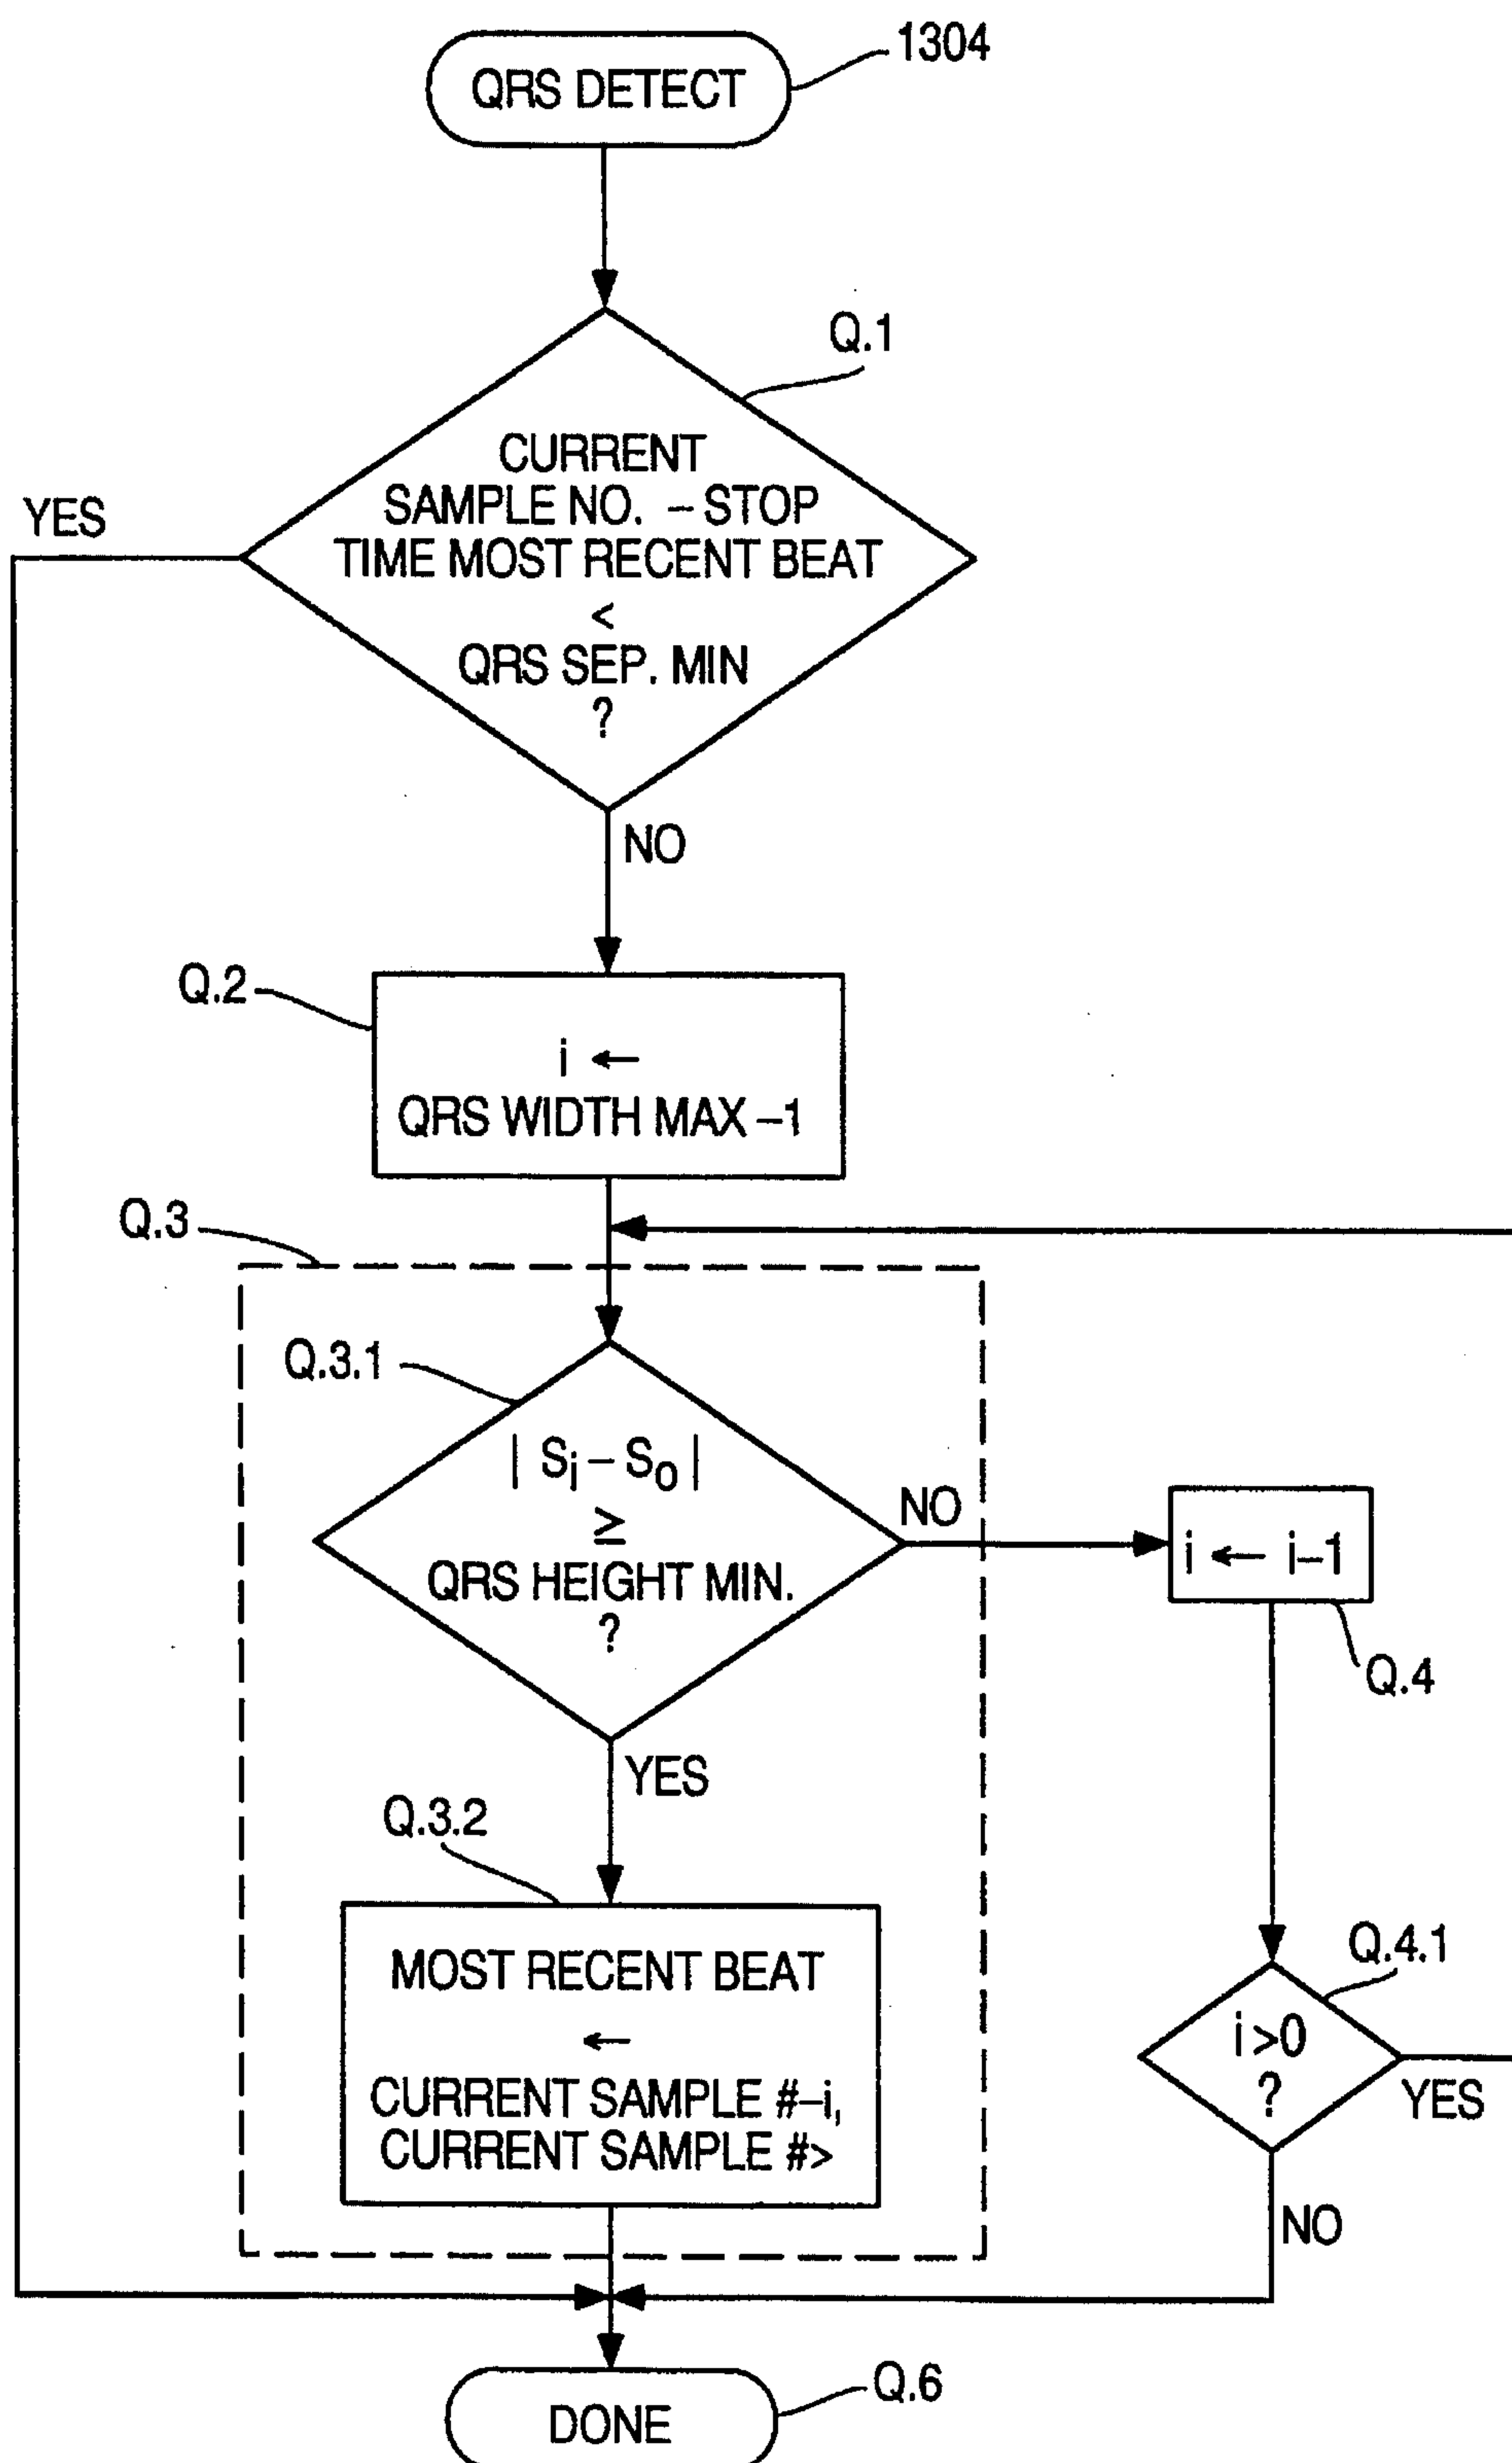 QRS DETECT
1304
Q.1
CURRENT
SAMPLE NO. – STOP
TIME MOST RECENT BEAT
<
QRS SEP. MIN
?
YES
NO
Q.2
i ←
QRS WIDTH MAX –1
Q.3
Q.3.1
| Si – So |
≥
QRS HEIGHT MIN.
?
NO
i ← i–1
Q.4
YES
Q.3.2
MOST RECENT BEAT
←
CURRENT SAMPLE #–i,
CURRENT SAMPLE #>
Q.4.1
i >0
?
YES
NO
DONE
Q.6